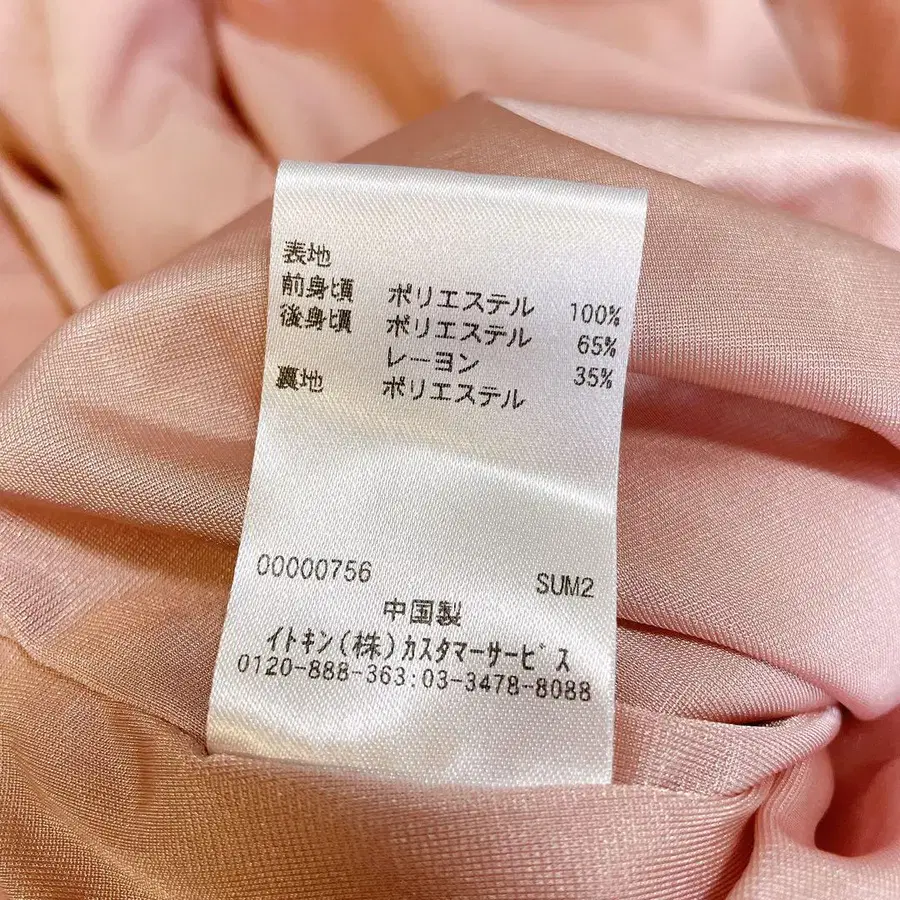 表地
前身頃 ポリエステル 100%
後身頃 ポリエステル 65%
レーヨン 35%
裏地 ポリエステル
00000756 SUM2
中国製
イトキン(株)カスタマーサービス
0120-888-363:03-3478-8088